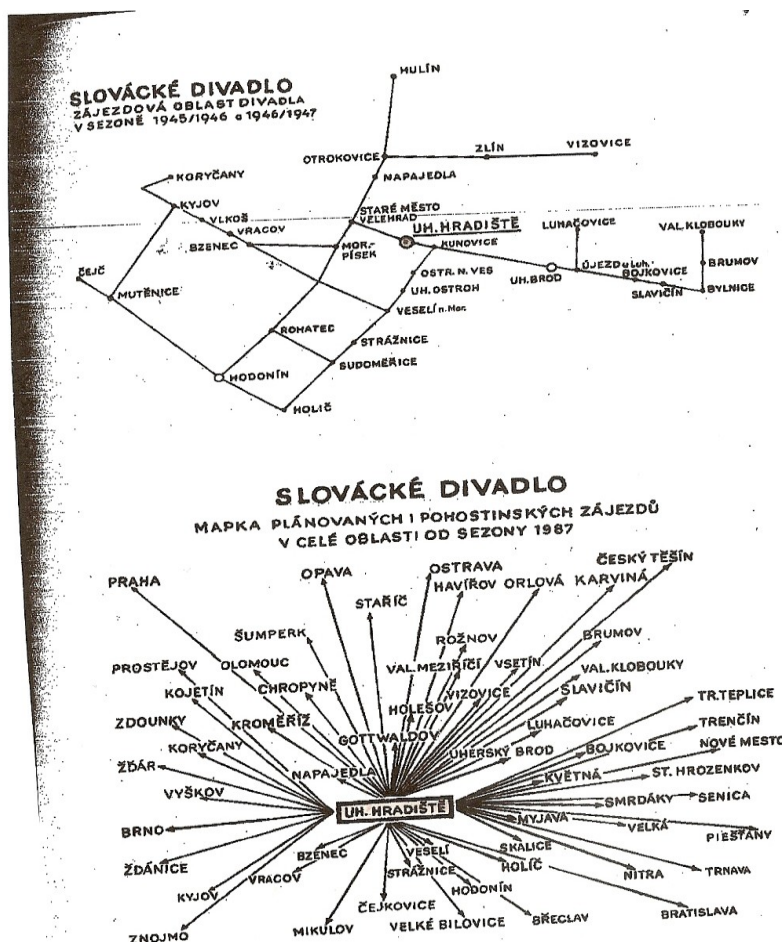 SLOVÁCKÉ DIVADLO
ZÁJEZDOVÁ OBLAST DIVADLA
V SEZONĚ 1945/1946 a 1946/1947
HULÍN
OTROKOVICE
ZLÍN
VIZOVICE
NAPAJEDLA
KORYČANY
KYJOV
VLKOŠ
VRACOV
BZENEC
STARÉ MĚSTO
VELEHRAD
UH. HRADIŠTĚ
MOR.-
PÍSEK
KUNOVICE
LUHAČOVICE
VAL. KLOBOUKY
ČEJČ
MUTĚNICE
OSTR. N. VES
UH. OSTROH
UH. BROD
ÚJEZD u Luh.
BOJKOVICE
BRUMOV
SLAVIČÍN
BYLNICE
VESELÍ n. Mor.
ROHATEC
STRÁŽNICE
SUDOMĚŘICE
HODONÍN
HOLIČ
SLOVÁCKÉ DIVADLO
MAPKA PLÁNOVANÝCH I POHOSTINSKÝCH ZÁJEZDŮ
V CELÉ OBLASTI OD SEZONY 1987
PRAHA
OPAVA
OSTRAVA
HAVÍŘOV
ORLOVÁ
KARVINÁ
ČESKÝ TĚŠÍN
STAŘÍČ
ŠUMPERK
ROŽNOV
BRUMOV
PROSTĚJOV
OLOMOUC
VAL. MEZIŘÍČÍ
VSETÍN
VAL. KLOBOUKY
KOJETÍN
CHROPYNĚ
VIZOVICE
SLAVIČÍN
TR. TEPLICE
HOLEŠOV
ZDOUNKY
KROMĚŘÍŽ
LUHAČOVICE
TRENČÍN
GOTTWALDOV
KORYČANY
UHERSKÝ BROD
BOJKOVICE
NOVÉ MESTO
ŽĎÁR
NAPAJEDLA
KVĚTNÁ
ST. HROZENKOV
VYŠKOV
UH. HRADIŠTĚ
SMRDÁKY
SENICA
MYJAVA
VELKÁ
BRNO
PIEŠŤANY
BZENEC
VESELÍ
SKALICE
ŽDÁNICE
VRACOV
STRÁŽNICE
HOLÍČ
NITRA
TRNAVA
KYJOV
HODONÍN
ČEJKOVICE
ZNOJMO
MIKULOV
VELKÉ BILOVICE
BŘECLAV
BRATISLAVA